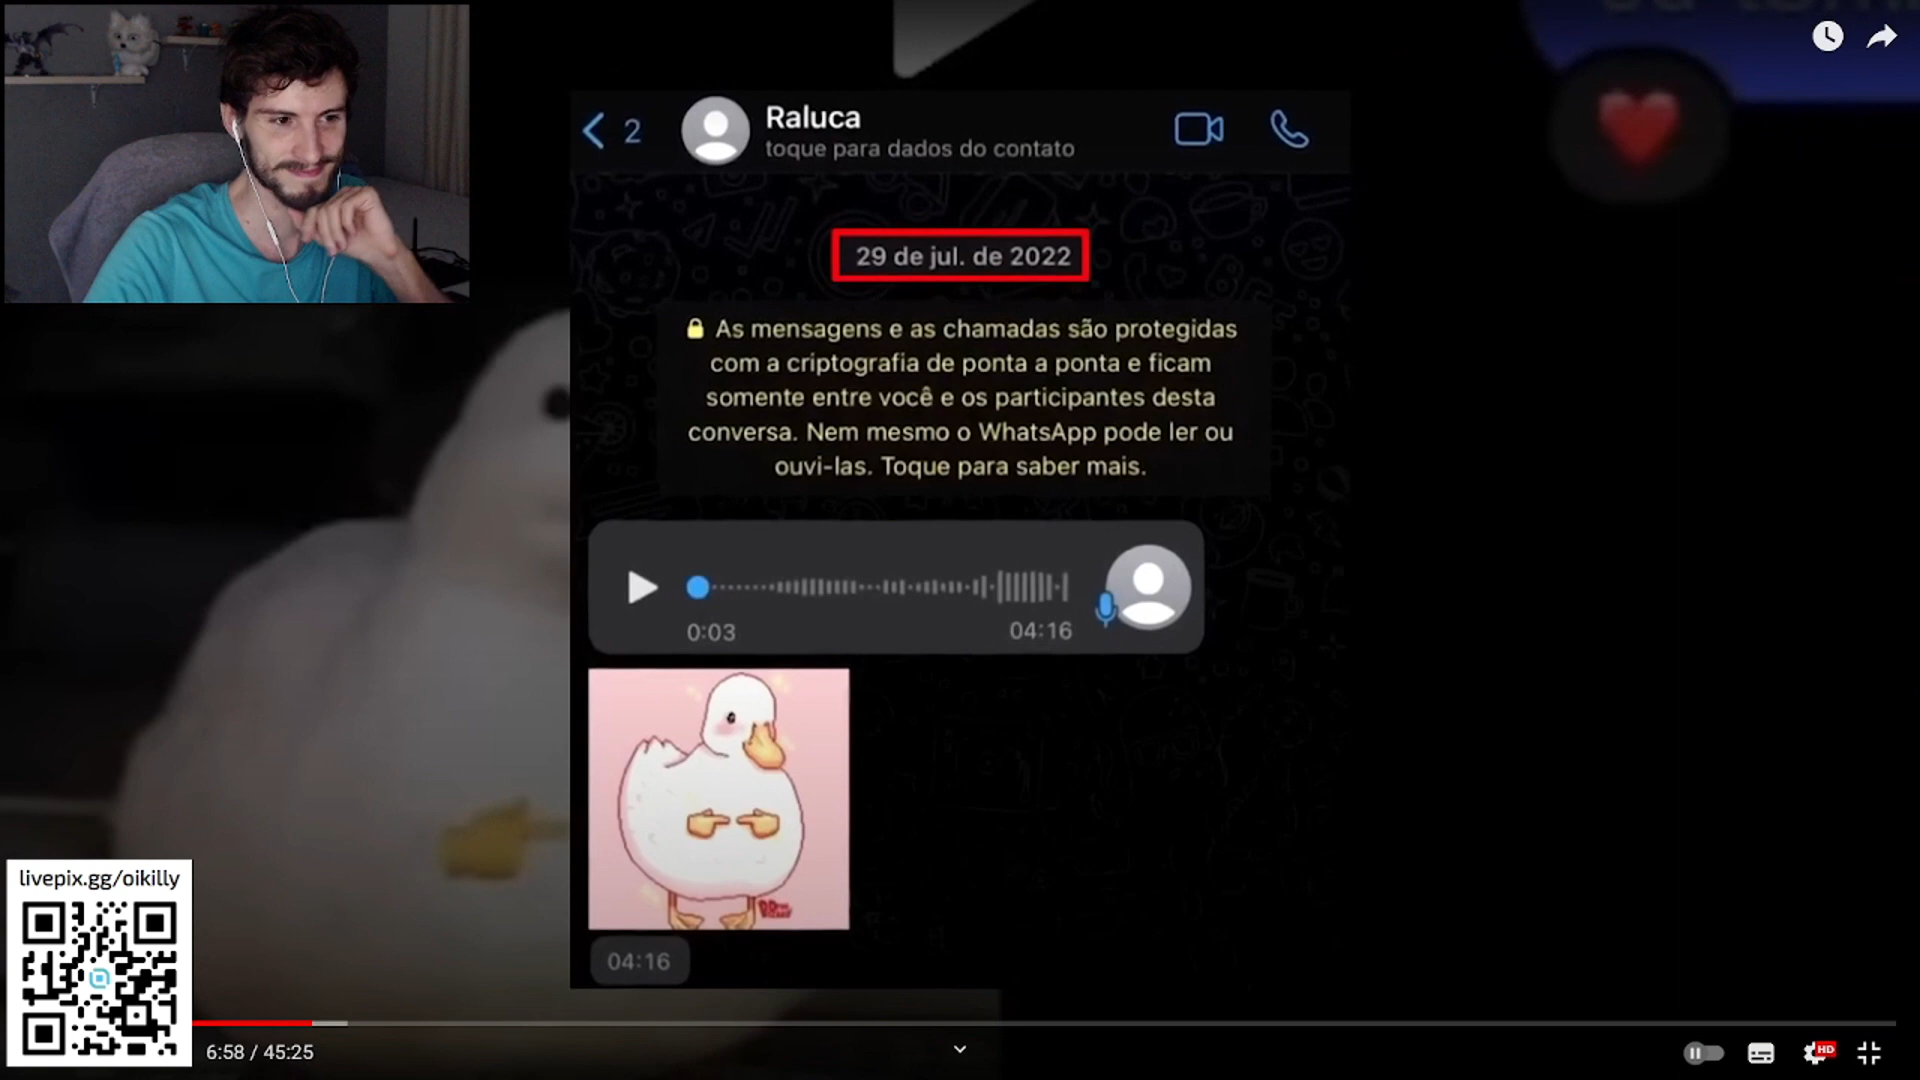 2
Raluca
toque para dados do contato
29 de jul. de 2022
As mensagens e as chamadas são protegidas
com a criptografia de ponta a ponta e ficam
somente entre você e os participantes desta
conversa. Nem mesmo o WhatsApp pode ler ou
ouvi-las. Toque para saber mais.
0:03
04:16
04:16
livepix.gg/oikilly
6:58 / 45:25
HD